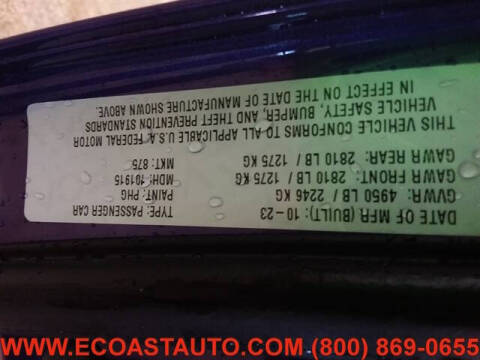 DATE OF MFR (BUILT): 10-23
GVWR: 4950 LB / 2246 KG
GAWR FRONT: 2810 LB / 1275 KG
GAWR REAR: 2810 LB / 1275 KG
THIS VEHICLE CONFORMS TO ALL APPLICABLE U.S.A. FEDERAL MOTOR
VEHICLE SAFETY, BUMPER, AND THEFT PREVENTION STANDARDS
IN EFFECT ON THE DATE OF MANUFACTURE SHOWN ABOVE.
TYPE: PASSENGER CAR
PAINT: PHG
MDH: 101915
MKT: 875
WWW.ECOASTAUTO.COM (800) 869-0655